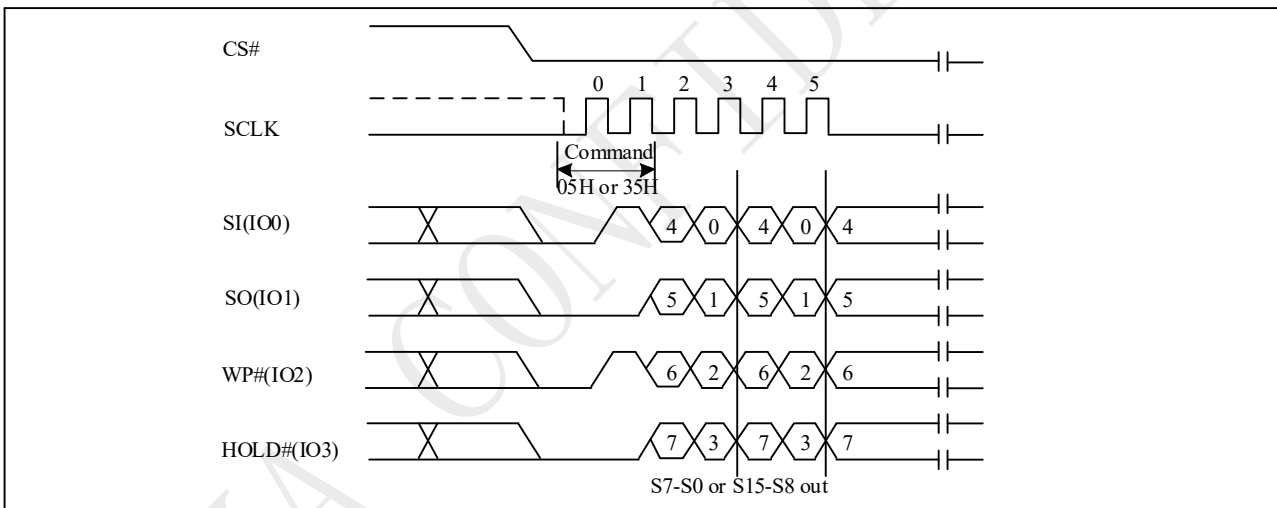 CS#
0 1 2 3 4 5
SCLK
Command
05H or 35H
SI(IO0) 4 0 4 0 4
SO(IO1) 5 1 5 1 5
WP#(IO2) 6 2 6 2 6
HOLD#(IO3) 7 3 7 3 7
S7-S0 or S15-S8 out